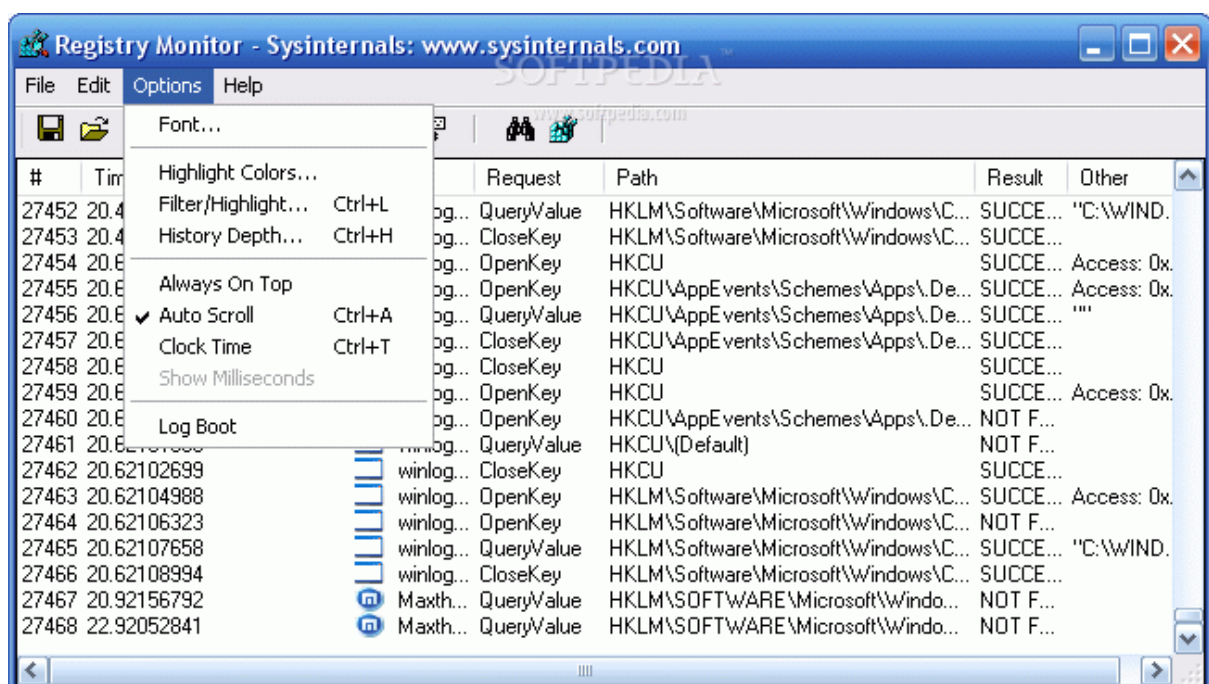 Registry Monitor - Sysinternals: www.sysinternals.com
SOFTPEDIA™
www.softpedia.com
File Edit Options Help
Font...
Highlight Colors...
Filter/Highlight... Ctrl+L
History Depth... Ctrl+H
Always On Top
Auto Scroll Ctrl+A
Clock Time Ctrl+T
Show Milliseconds
Log Boot
# Tim Request Path Result Other
27452 20.4 og... QueryValue HKLM\Software\Microsoft\Windows\C... SUCCE... "C:\WIND.
27453 20.4 og... CloseKey HKLM\Software\Microsoft\Windows\C... SUCCE...
27454 20.6 og... OpenKey HKCU SUCCE... Access: 0x.
27455 20.6 og... OpenKey HKCU\AppEvents\Schemes\Apps\.De... SUCCE... Access: 0x.
27456 20.6 og... QueryValue HKCU\AppEvents\Schemes\Apps\.De... SUCCE... ""
27457 20.6 og... CloseKey HKCU\AppEvents\Schemes\Apps\.De... SUCCE...
27458 20.6 og... CloseKey HKCU SUCCE...
27459 20.6 og... OpenKey HKCU SUCCE... Access: 0x.
27460 20.6 og... OpenKey HKCU\AppEvents\Schemes\Apps\.De... NOT F...
27461 winlog... QueryValue HKCU\(Default) NOT F...
27462 20.62102699 winlog... CloseKey HKCU SUCCE...
27463 20.62104988 winlog... OpenKey HKLM\Software\Microsoft\Windows\C... SUCCE... Access: 0x.
27464 20.62106323 winlog... OpenKey HKLM\Software\Microsoft\Windows\C... NOT F...
27465 20.62107658 winlog... QueryValue HKLM\Software\Microsoft\Windows\C... SUCCE... "C:\WIND.
27466 20.62108994 winlog... CloseKey HKLM\Software\Microsoft\Windows\C... SUCCE...
27467 20.92156792 Maxth... QueryValue HKLM\SOFTWARE\Microsoft\Windo... NOT F...
27468 22.92052841 Maxth... QueryValue HKLM\SOFTWARE\Microsoft\Windo... NOT F...